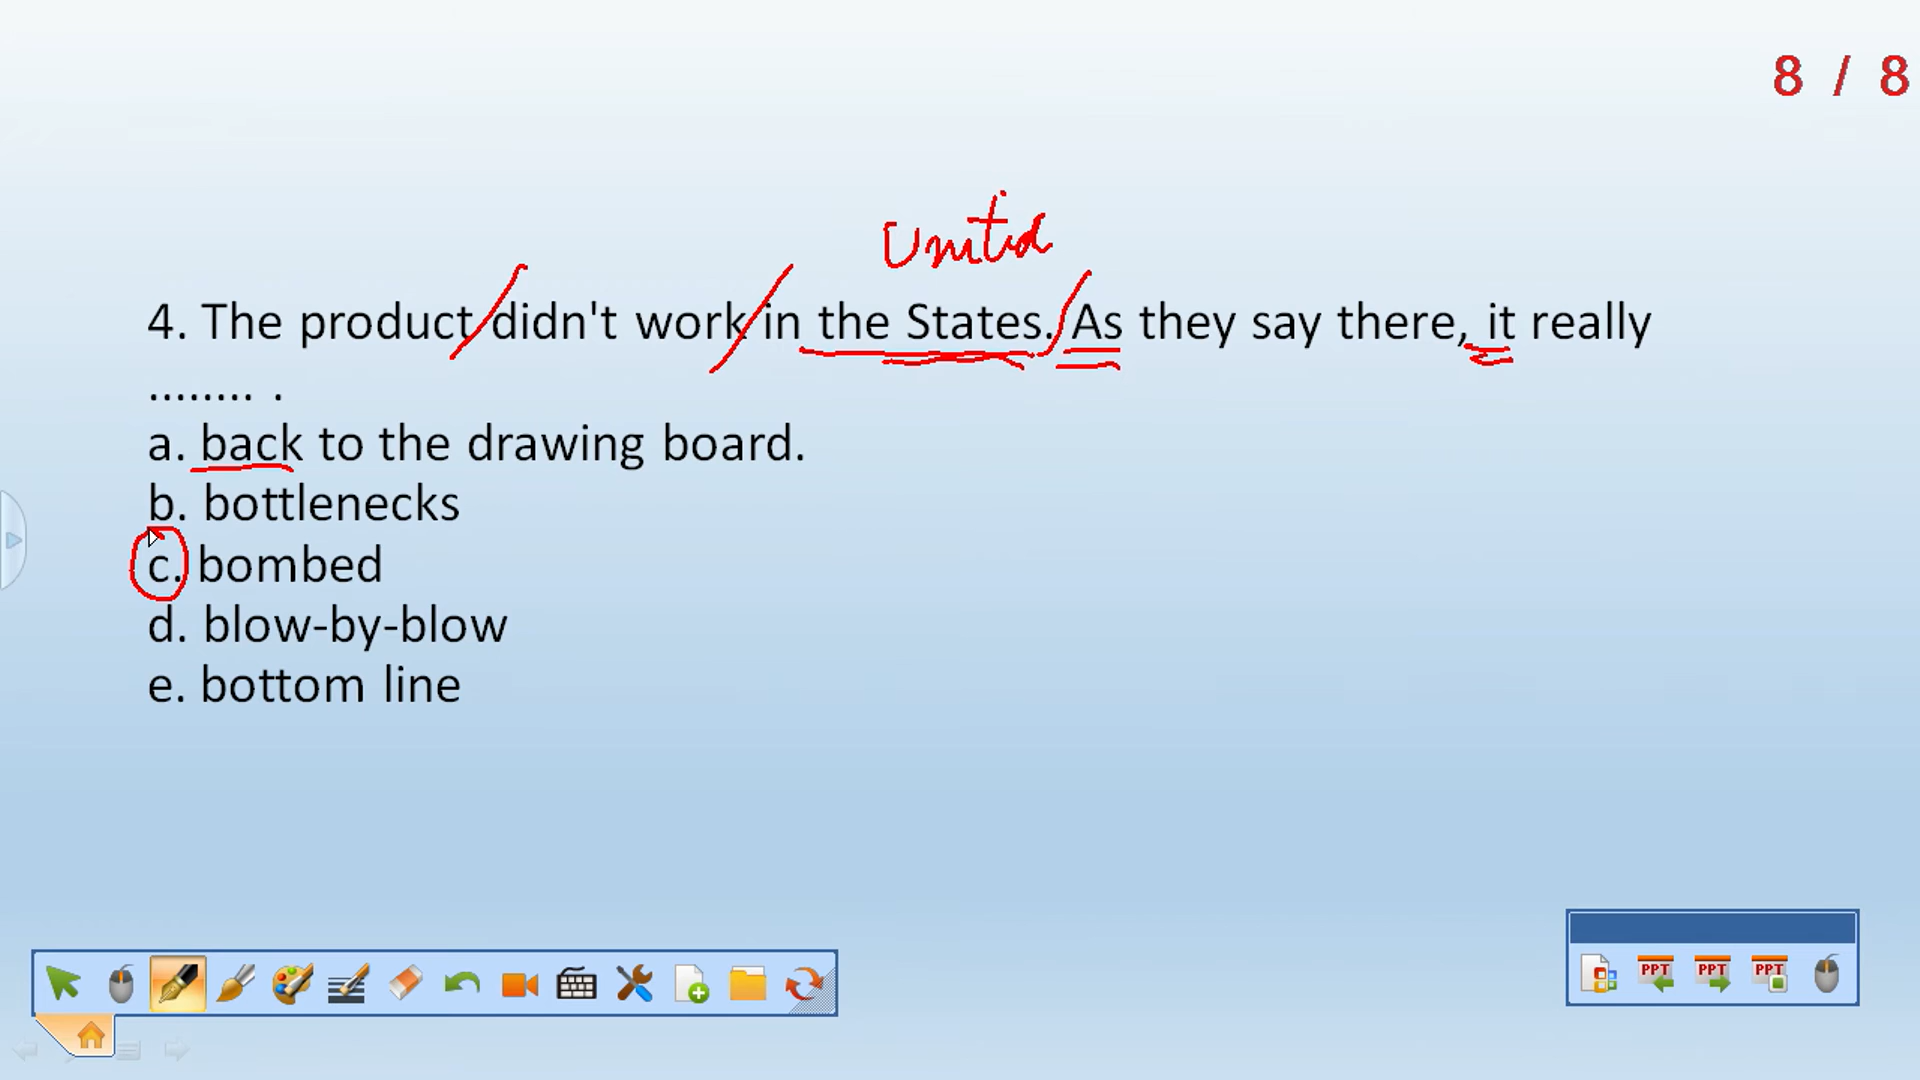 8 / 8
United
4. The product didn't work in the States. As they say there, it really
........ .
a. back to the drawing board.
b. bottlenecks
c. bombed
d. blow-by-blow
e. bottom line
PPT PPT PPT